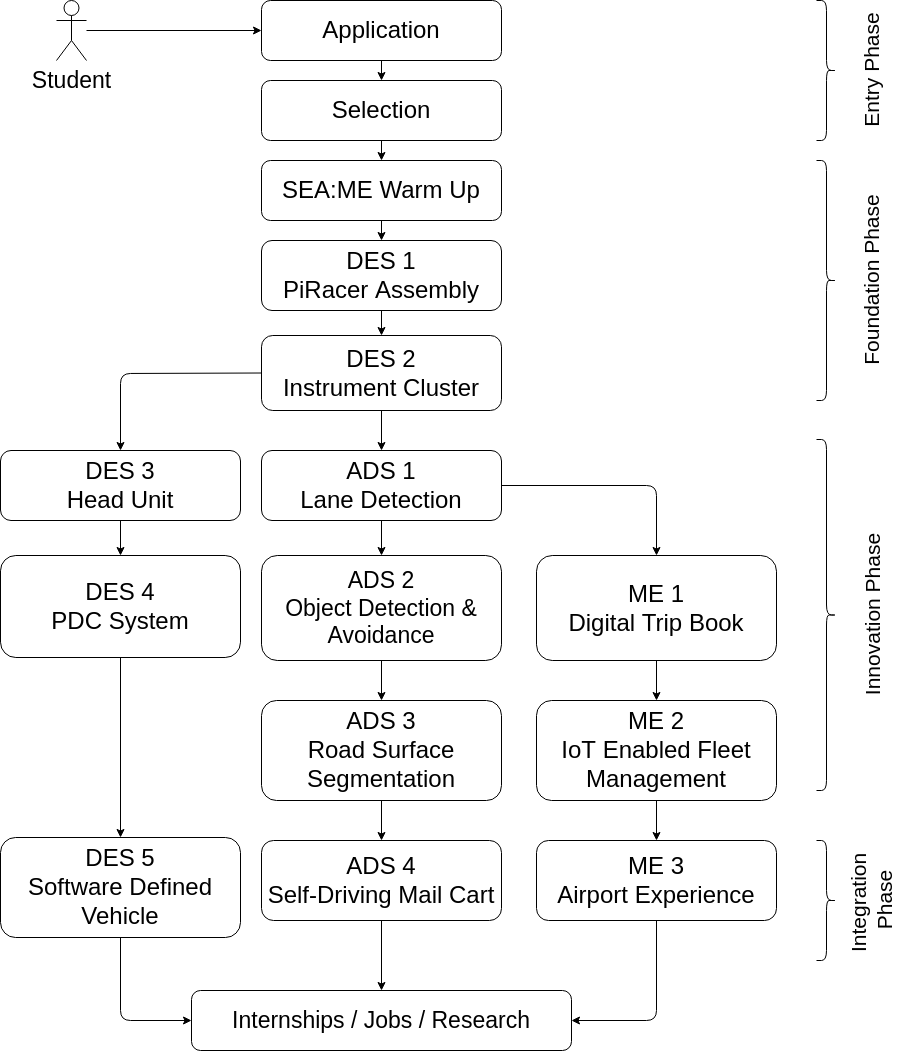 Student
Application
Selection
Entry Phase
SEA:ME Warm Up
DES 1
PiRacer Assembly
DES 2
Instrument Cluster
Foundation Phase
DES 3
Head Unit
ADS 1
Lane Detection
DES 4
PDC System
ADS 2
Object Detection &
Avoidance
ME 1
Digital Trip Book
ADS 3
Road Surface
Segmentation
ME 2
IoT Enabled Fleet
Management
Innovation Phase
DES 5
Software Defined
Vehicle
ADS 4
Self-Driving Mail Cart
ME 3
Airport Experience
Integration
Phase
Internships / Jobs / Research